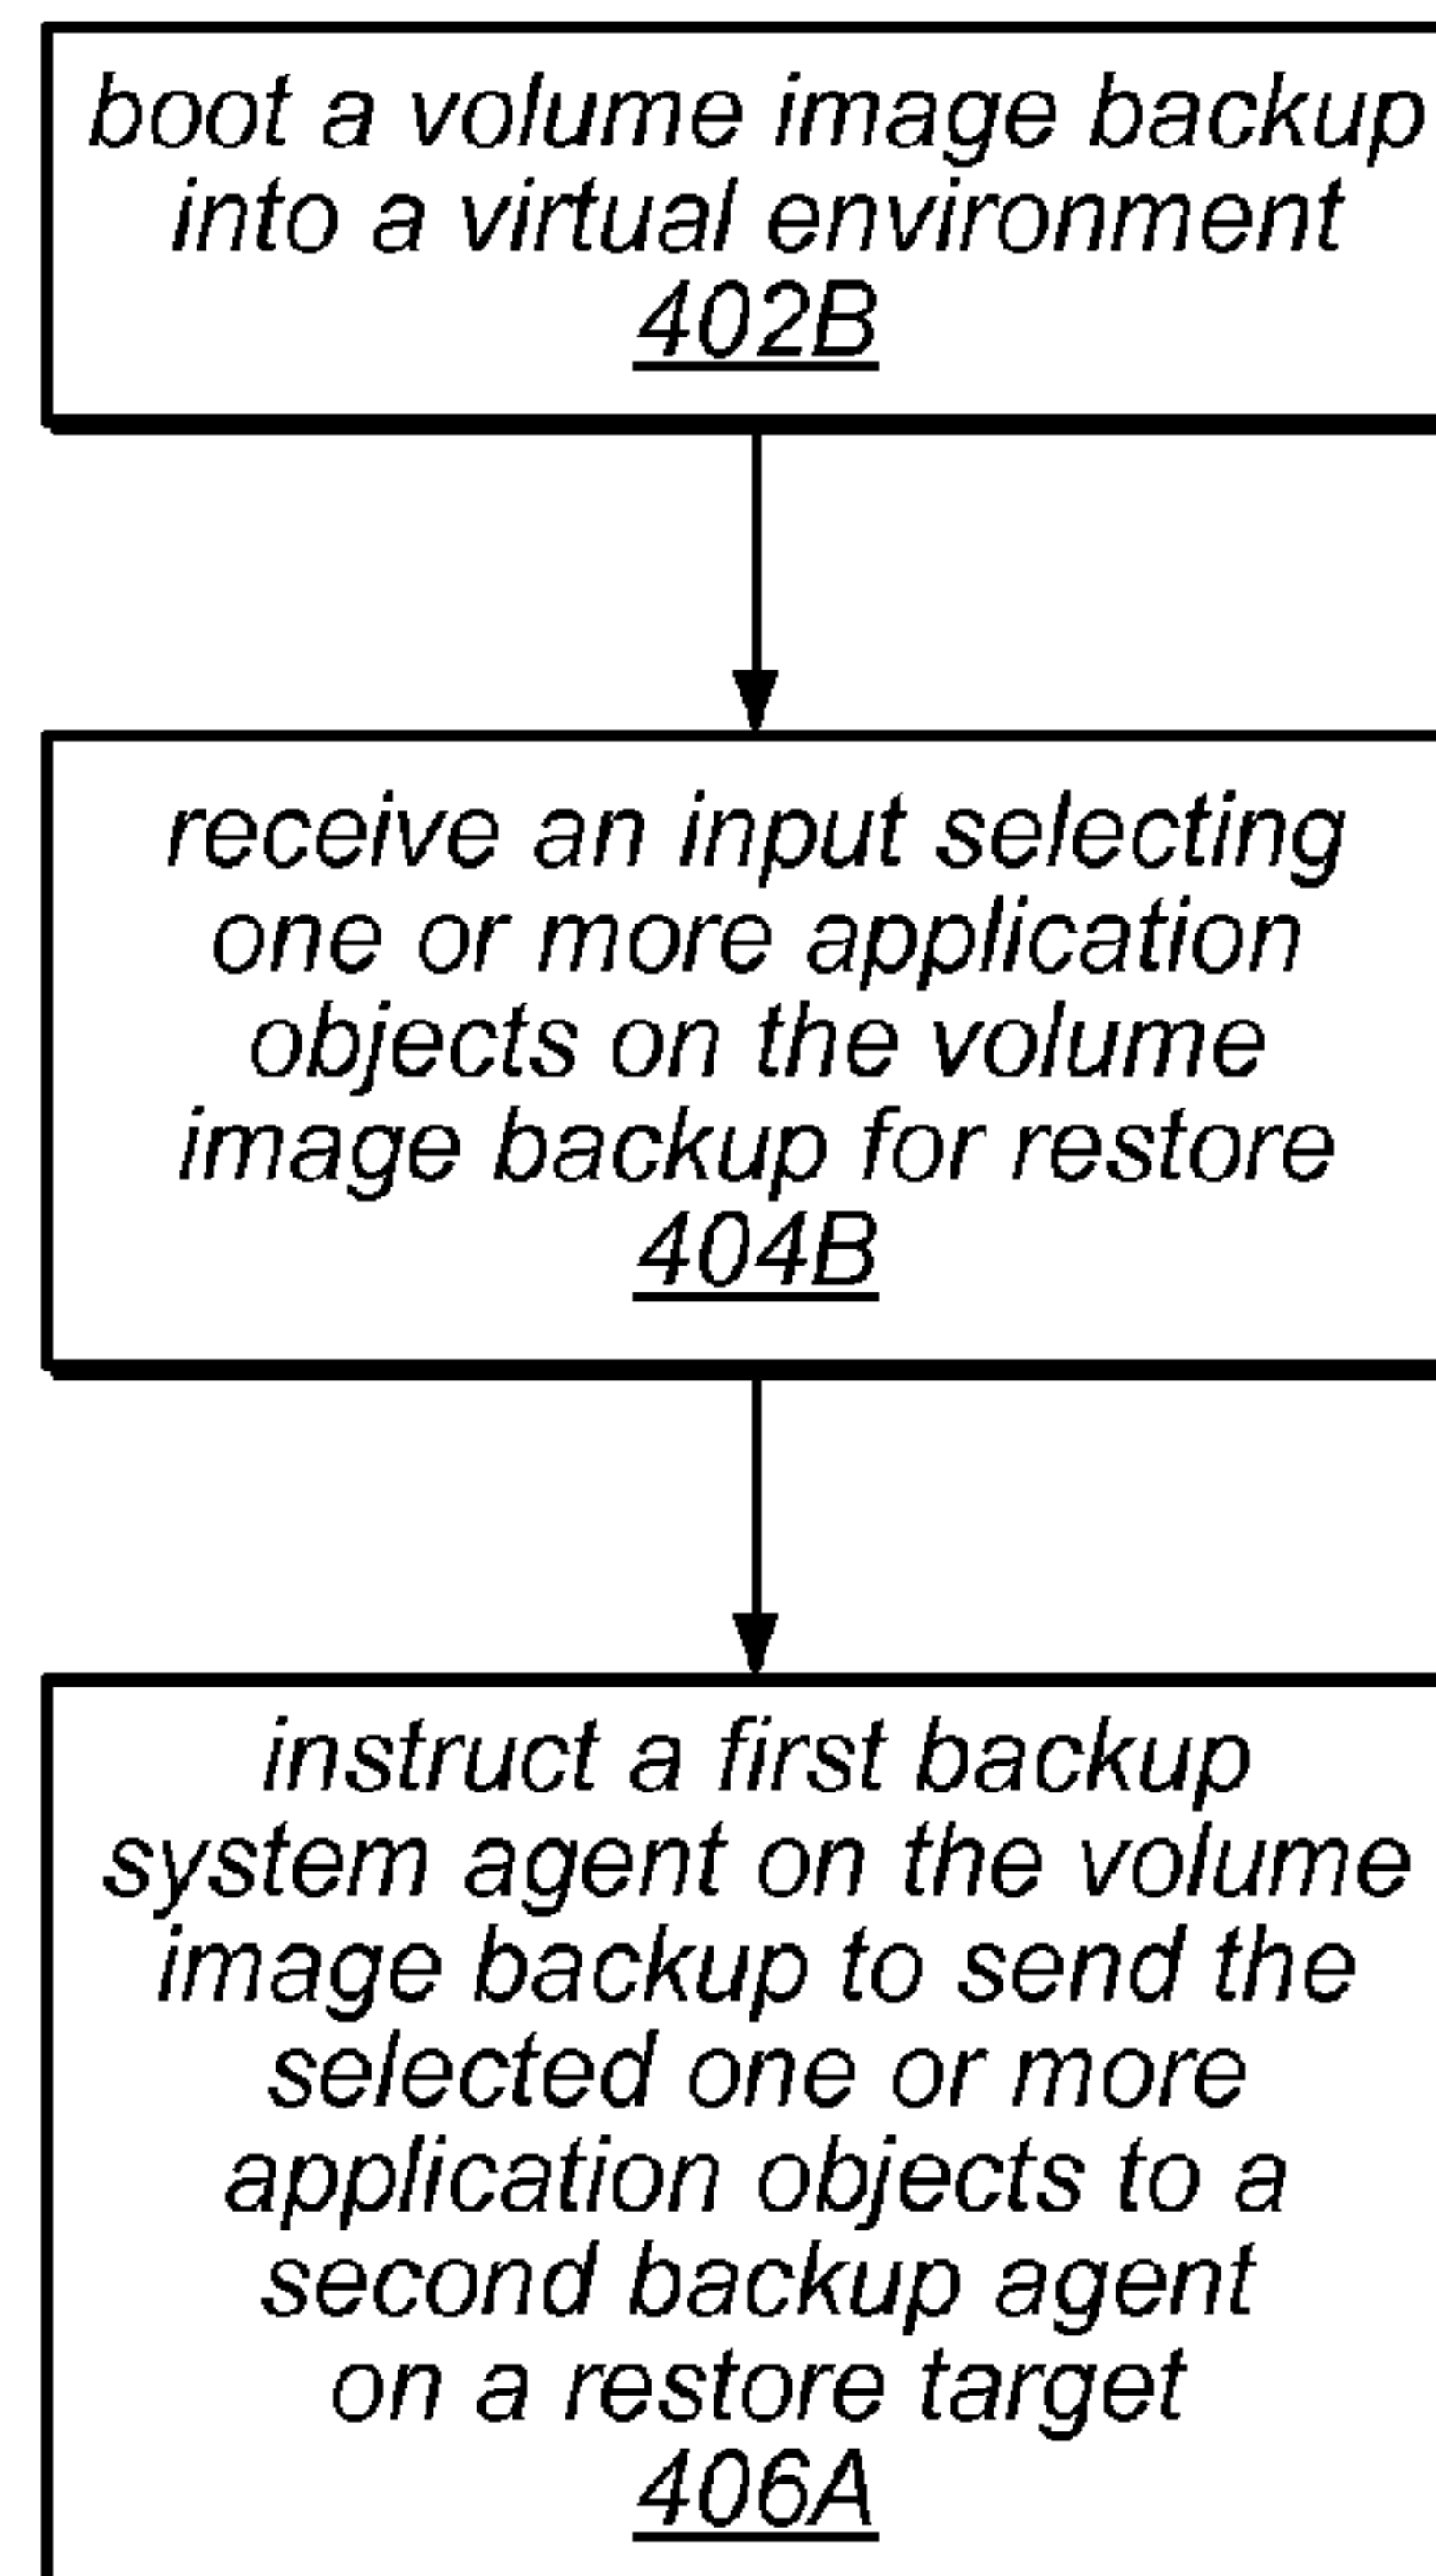 boot a volume image backup
into a virtual environment
402B
receive an input selecting
one or more application
objects on the volume
image backup for restore
404B
instruct a first backup
system agent on the volume
image backup to send the
selected one or more
application objects to a
second backup agent
on a restore target
406A